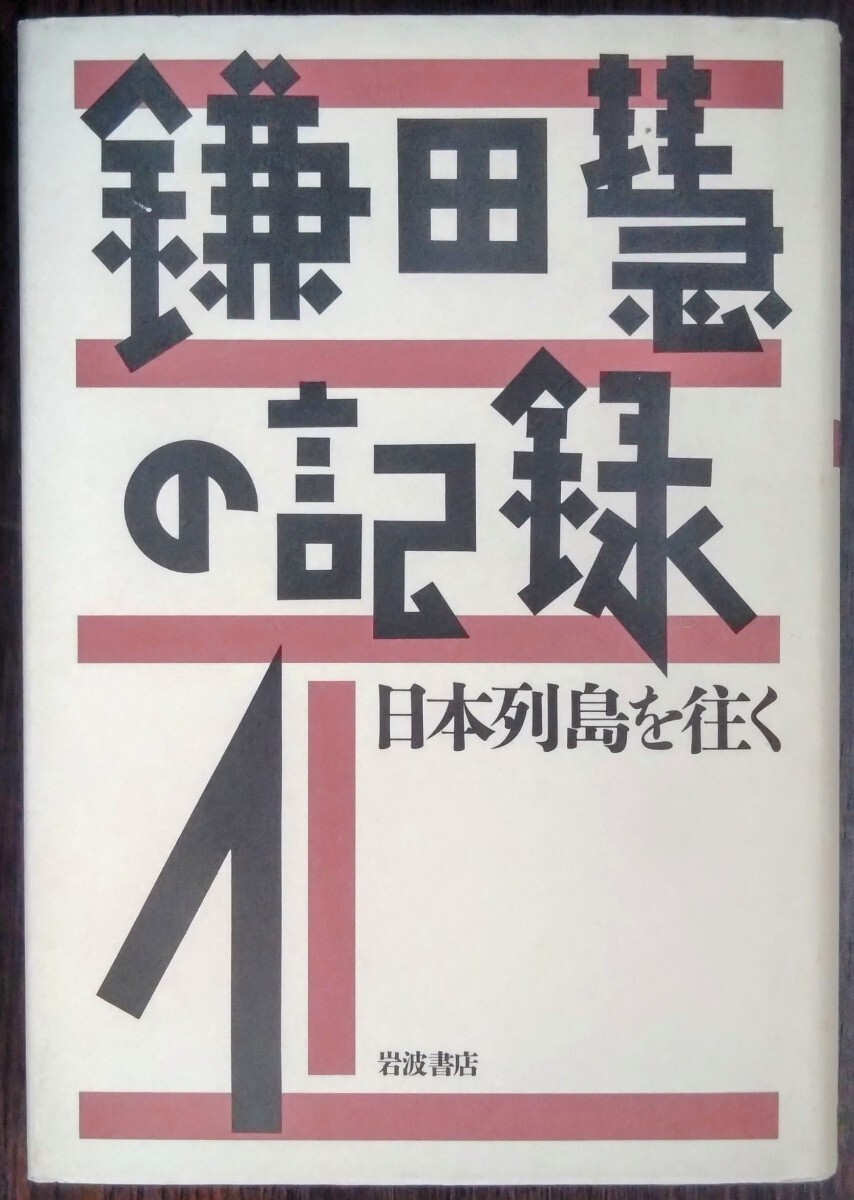 鎌田慧
の記録
1
日本列島を往く
岩波書店